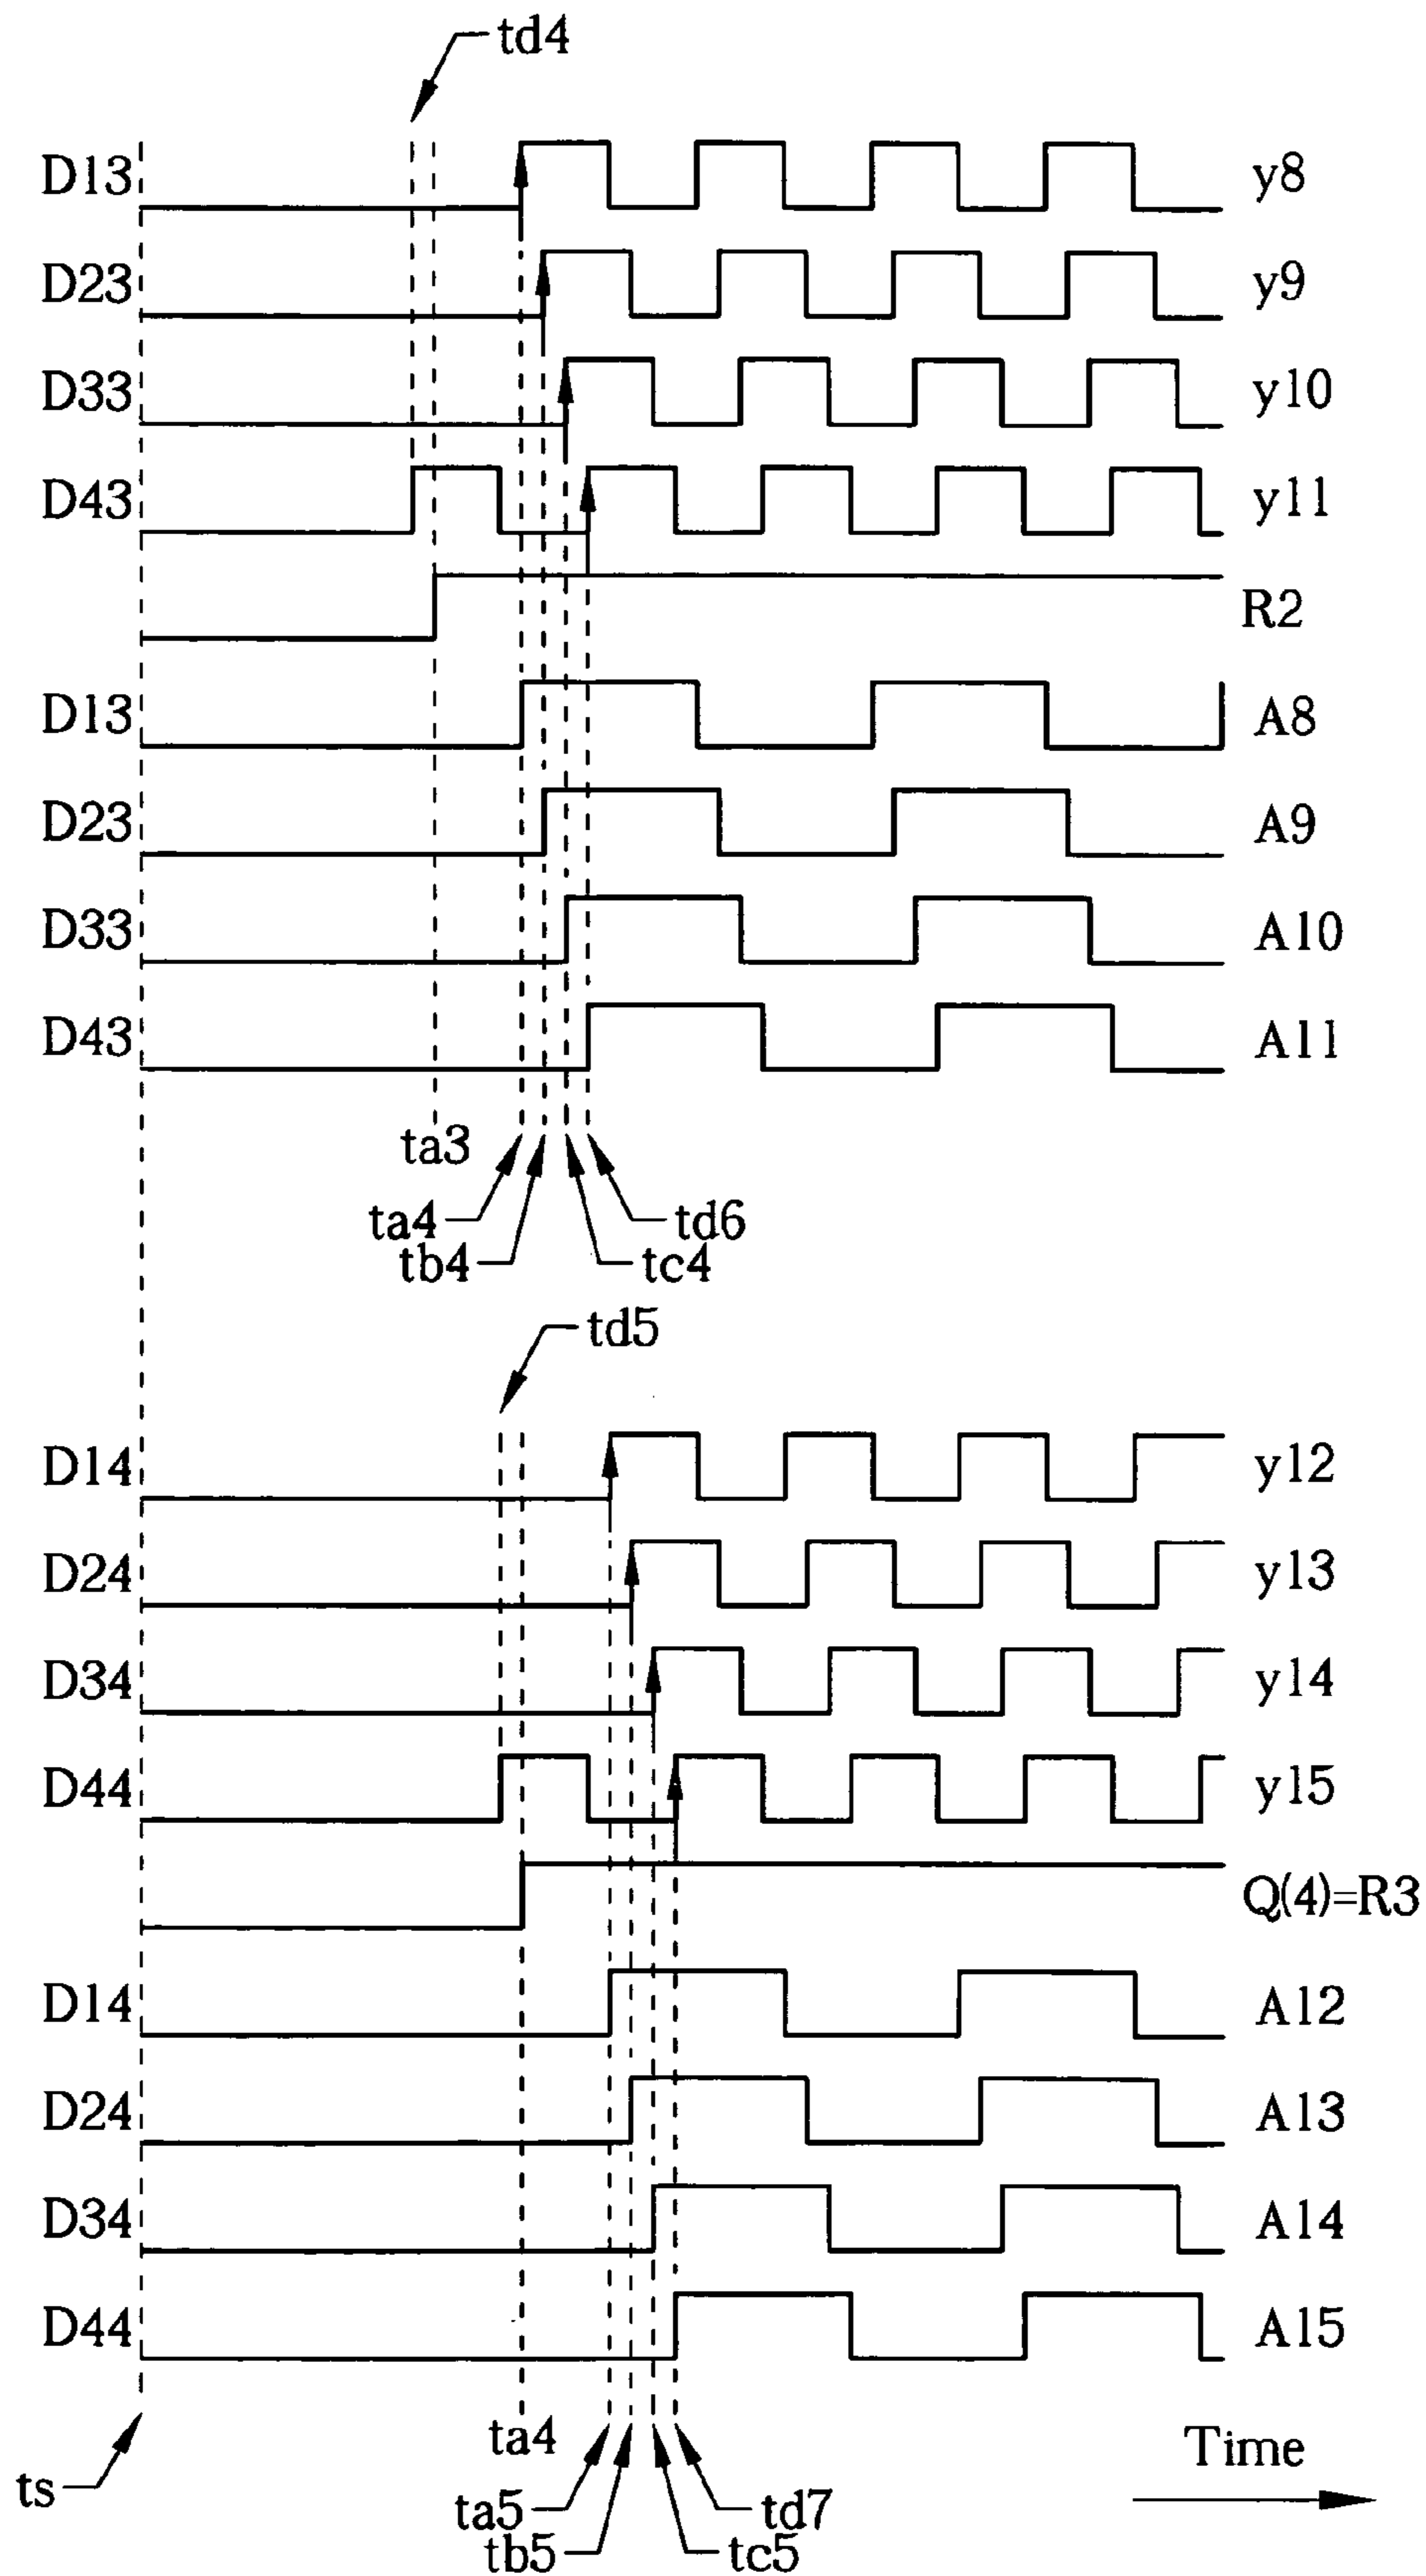 td4
D13 y8
D23 y9
D33 y10
D43 y11
R2
D13 A8
D23 A9
D33 A10
D43 A11
ta3
ta4 td6
tb4 tc4
td5
D14 y12
D24 y13
D34 y14
D44 y15
Q(4)=R3
D14 A12
D24 A13
D34 A14
D44 A15
ta4 Time
ts
ta5 td7
tb5 tc5